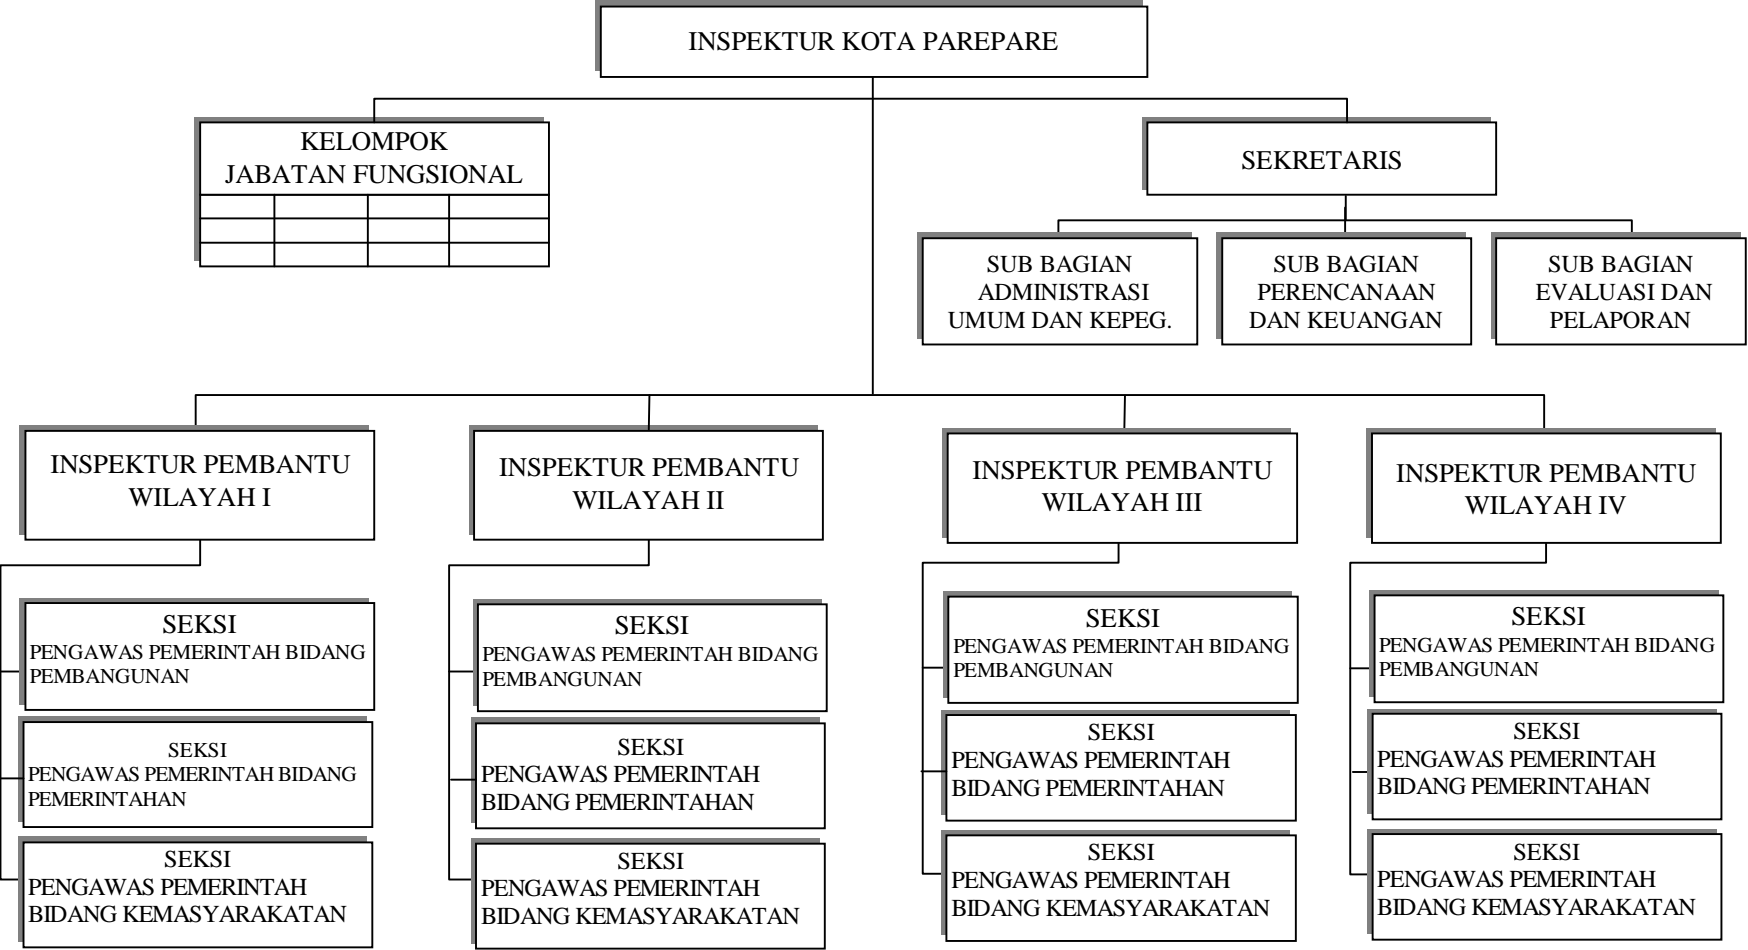 INSPEKTUR KOTA PAREPARE
KELOMPOK
JABATAN FUNGSIONAL
SEKRETARIS
SUB BAGIAN
ADMINISTRASI
UMUM DAN KEPEG.
SUB BAGIAN
PERENCANAAN
DAN KEUANGAN
SUB BAGIAN
EVALUASI DAN
PELAPORAN
INSPEKTUR PEMBANTU
WILAYAH I
INSPEKTUR PEMBANTU
WILAYAH II
INSPEKTUR PEMBANTU
WILAYAH III
INSPEKTUR PEMBANTU
WILAYAH IV
SEKSI
PENGAWAS PEMERINTAH BIDANG
PEMBANGUNAN
SEKSI
PENGAWAS PEMERINTAH BIDANG
PEMBANGUNAN
SEKSI
PENGAWAS PEMERINTAH BIDANG
PEMBANGUNAN
SEKSI
PENGAWAS PEMERINTAH BIDANG
PEMBANGUNAN
SEKSI
PENGAWAS PEMERINTAH BIDANG
PEMERINTAHAN
SEKSI
PENGAWAS PEMERINTAH
BIDANG PEMERINTAHAN
SEKSI
PENGAWAS PEMERINTAH
BIDANG PEMERINTAHAN
SEKSI
PENGAWAS PEMERINTAH
BIDANG PEMERINTAHAN
SEKSI
PENGAWAS PEMERINTAH
BIDANG KEMASYARAKATAN
SEKSI
PENGAWAS PEMERINTAH
BIDANG KEMASYARAKATAN
SEKSI
PENGAWAS PEMERINTAH
BIDANG KEMASYARAKATAN
SEKSI
PENGAWAS PEMERINTAH
BIDANG KEMASYARAKATAN